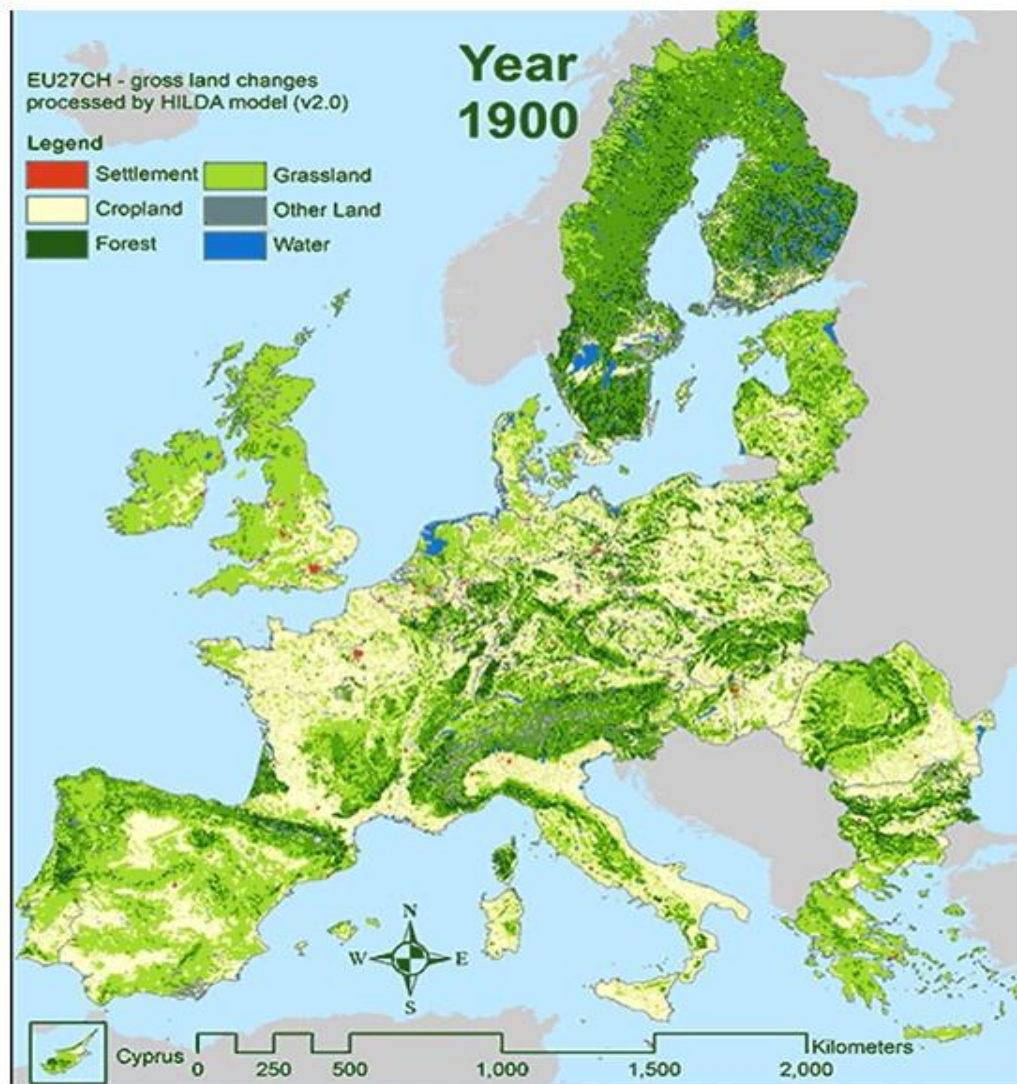 Year
1900
EU27CH - gross land changes
processed by HILDA model (v2.0)
Legend
Settlement Grassland
Cropland Other Land
Forest Water
N
W E
S
Cyprus
Kilometers
0 250 500 1,000 1,500 2,000